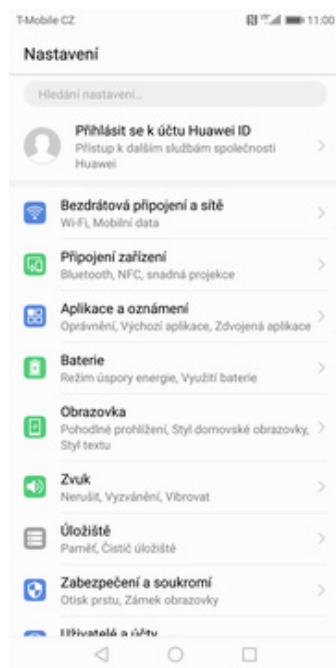 T-Mobile CZ
11:00
Nastavení
Hledání nastavení...
Přihlásit se k účtu Huawei ID
Přístup k dalším službám společnosti
Huawei
Bezdrátová připojení a sítě
Wi-Fi, Mobilní data
Připojení zařízení
Bluetooth, NFC, snadná projekce
Aplikace a oznámení
Oprávnění, Výchozí aplikace, Zdvojená aplikace
Baterie
Režim úspory energie, Využití baterie
Obrazovka
Pohodlné prohlížení, Styl domovské obrazovky,
Styl textu
Zvuk
Nerušit, Vyzvánění, Vibrovat
Úložiště
Paměť, Čistič úložiště
Zabezpečení a soukromí
Otisk prstu, Zámek obrazovky
Uživatelé a účty